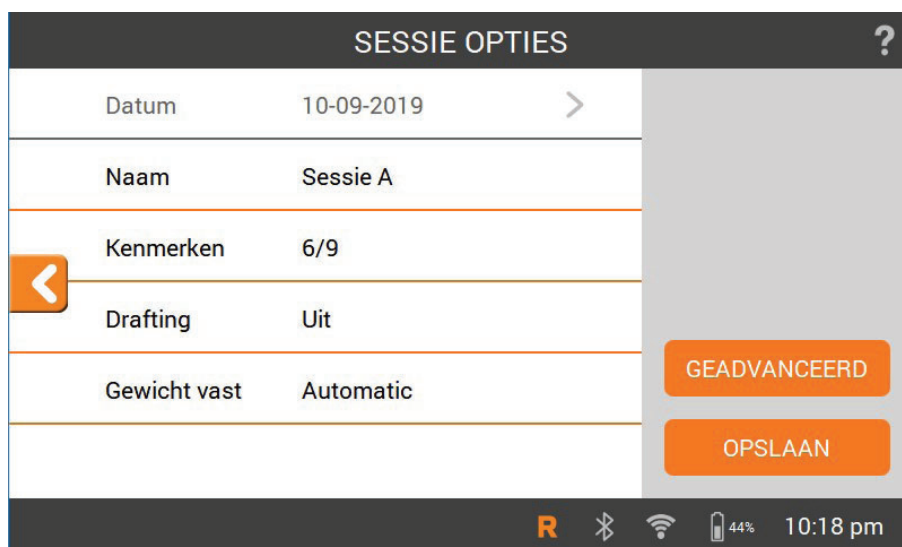 SESSIE OPTIES ?
Datum 10-09-2019
Naam Sessie A
Kenmerken 6/9
Drafting Uit
Gewicht vast Automatic
GEADVANCEERD
OPSLAAN
R 44% 10:18 pm